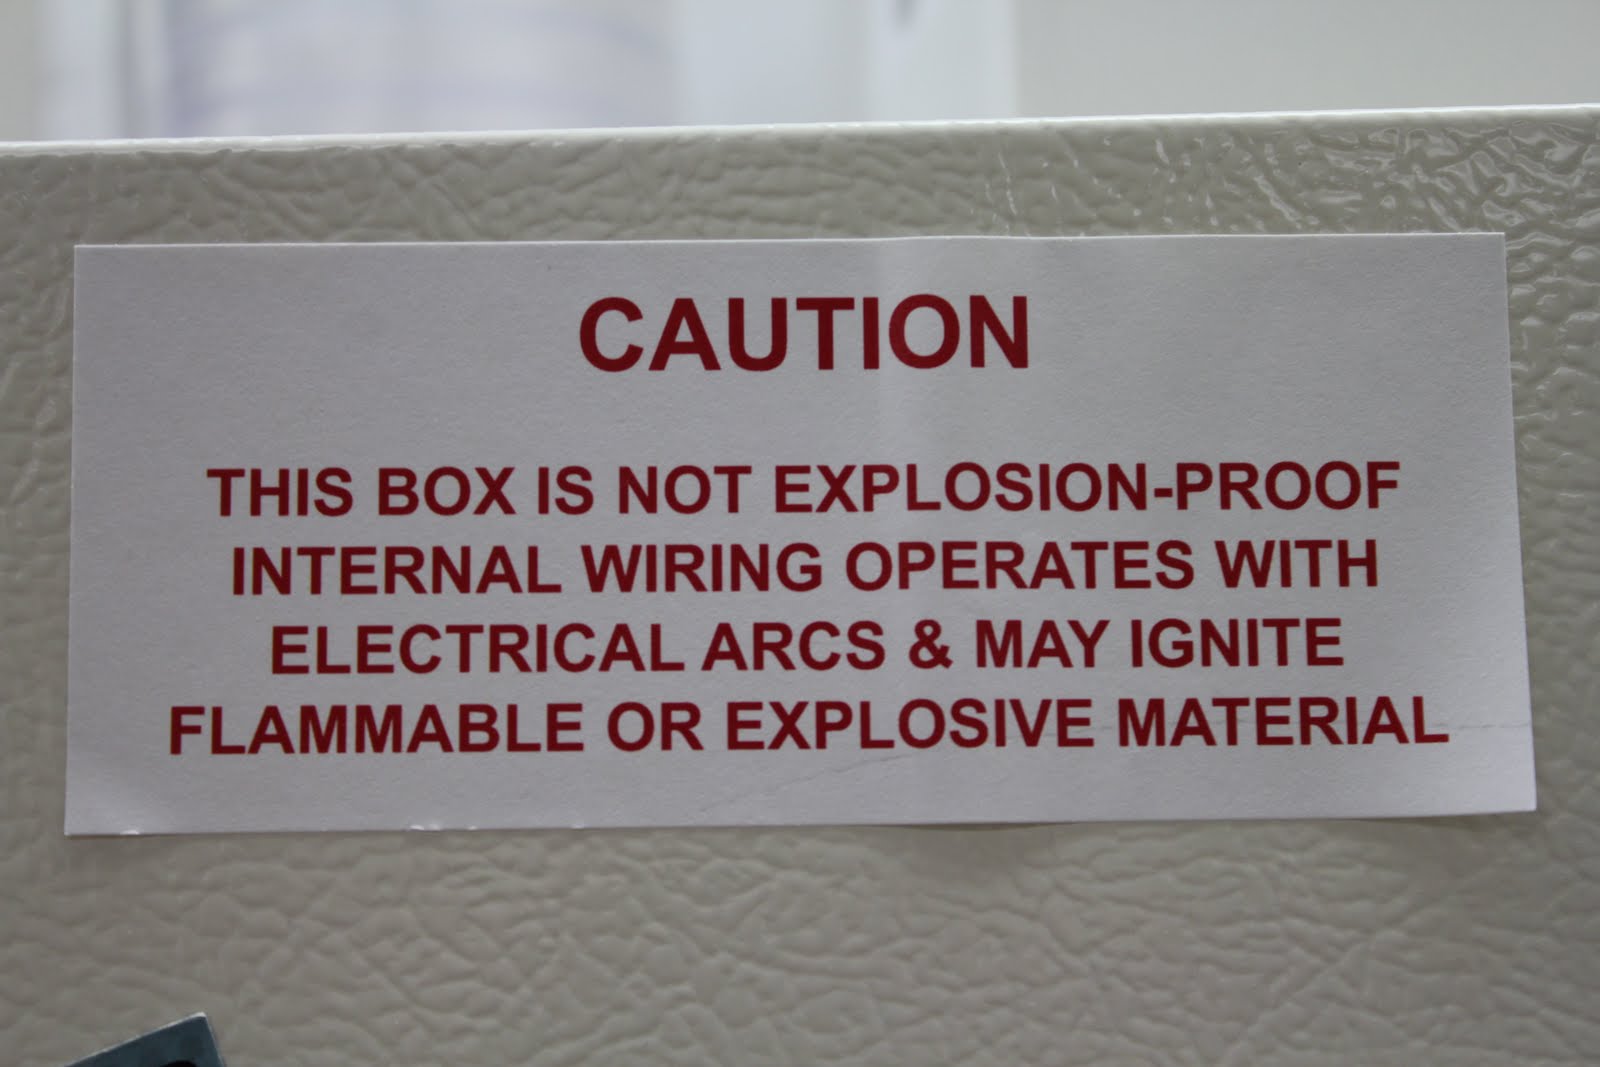 CAUTION
THIS BOX IS NOT EXPLOSION-PROOF
INTERNAL WIRING OPERATES WITH
ELECTRICAL ARCS & MAY IGNITE
FLAMMABLE OR EXPLOSIVE MATERIAL